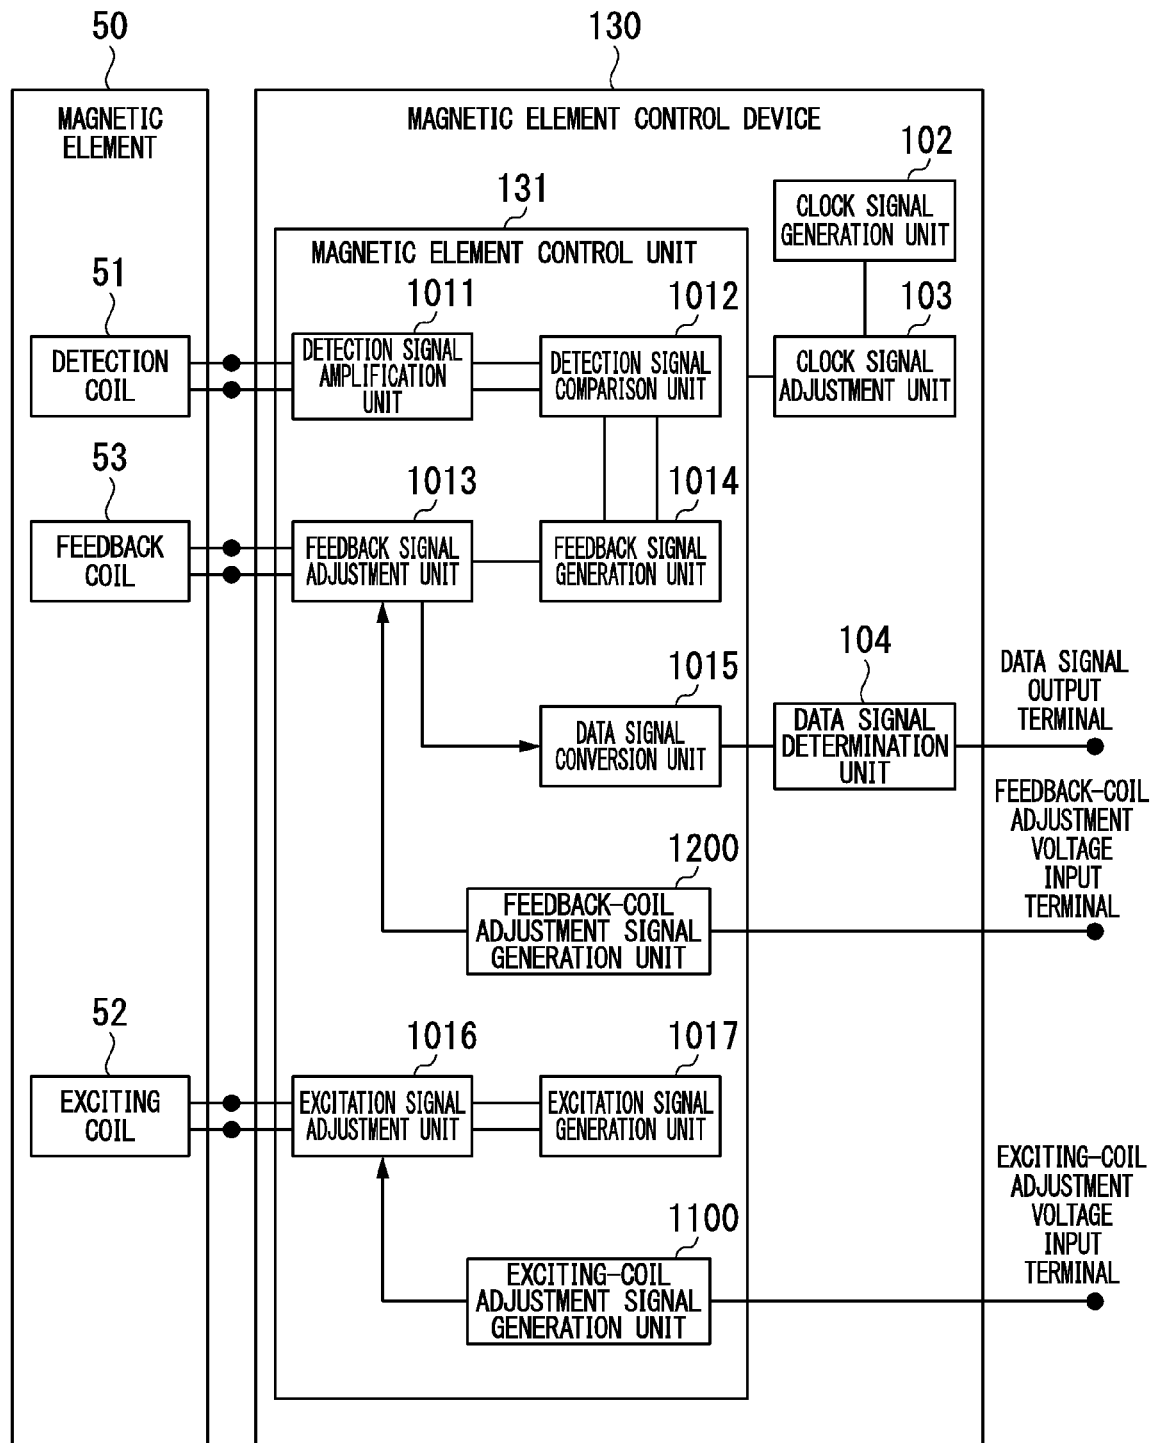 50
130
MAGNETIC
ELEMENT
MAGNETIC ELEMENT CONTROL DEVICE
102
CLOCK SIGNAL
GENERATION UNIT
131
MAGNETIC ELEMENT CONTROL UNIT
51
DETECTION
COIL
1011
DETECTION SIGNAL
AMPLIFICATION
UNIT
1012
DETECTION SIGNAL
COMPARISON UNIT
103
CLOCK SIGNAL
ADJUSTMENT UNIT
53
FEEDBACK
COIL
1013
FEEDBACK SIGNAL
ADJUSTMENT UNIT
1014
FEEDBACK SIGNAL
GENERATION UNIT
1015
DATA SIGNAL
CONVERSION UNIT
104
DATA SIGNAL
DETERMINATION
UNIT
DATA SIGNAL
OUTPUT
TERMINAL
FEEDBACK-COIL
ADJUSTMENT
VOLTAGE
INPUT
TERMINAL
1200
FEEDBACK-COIL
ADJUSTMENT SIGNAL
GENERATION UNIT
52
EXCITING
COIL
1016
EXCITATION SIGNAL
ADJUSTMENT UNIT
1017
EXCITATION SIGNAL
GENERATION UNIT
EXCITING-COIL
ADJUSTMENT
VOLTAGE
INPUT
TERMINAL
1100
EXCITING-COIL
ADJUSTMENT SIGNAL
GENERATION UNIT